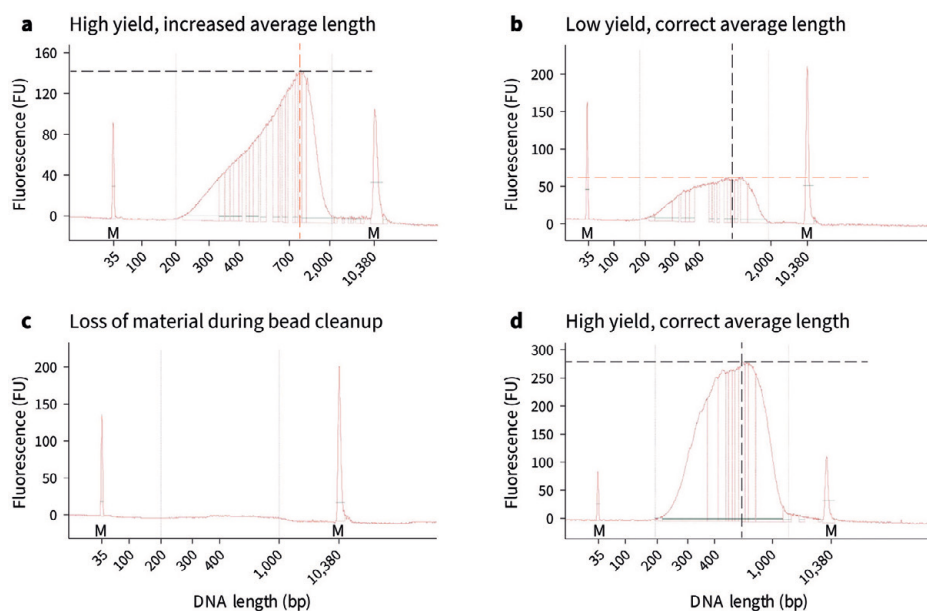 a High yield, increased average length
Fluorescence (FU)
160
120
80
40
0
M M
35 100 200 300 400 700 2,000 10,380
b Low yield, correct average length
Fluorescence (FU)
200
150
100
50
0
M M
35 100 200 300 400 2,000 10,380
c Loss of material during bead cleanup
Fluorescence (FU)
200
150
100
50
0
M M
35 100 200 300 400 1,000 10,380
DNA length (bp)
d High yield, correct average length
Fluorescence (FU)
300
250
200
150
100
50
0
M M
35 100 200 300 400 1,000 10,380
DNA length (bp)